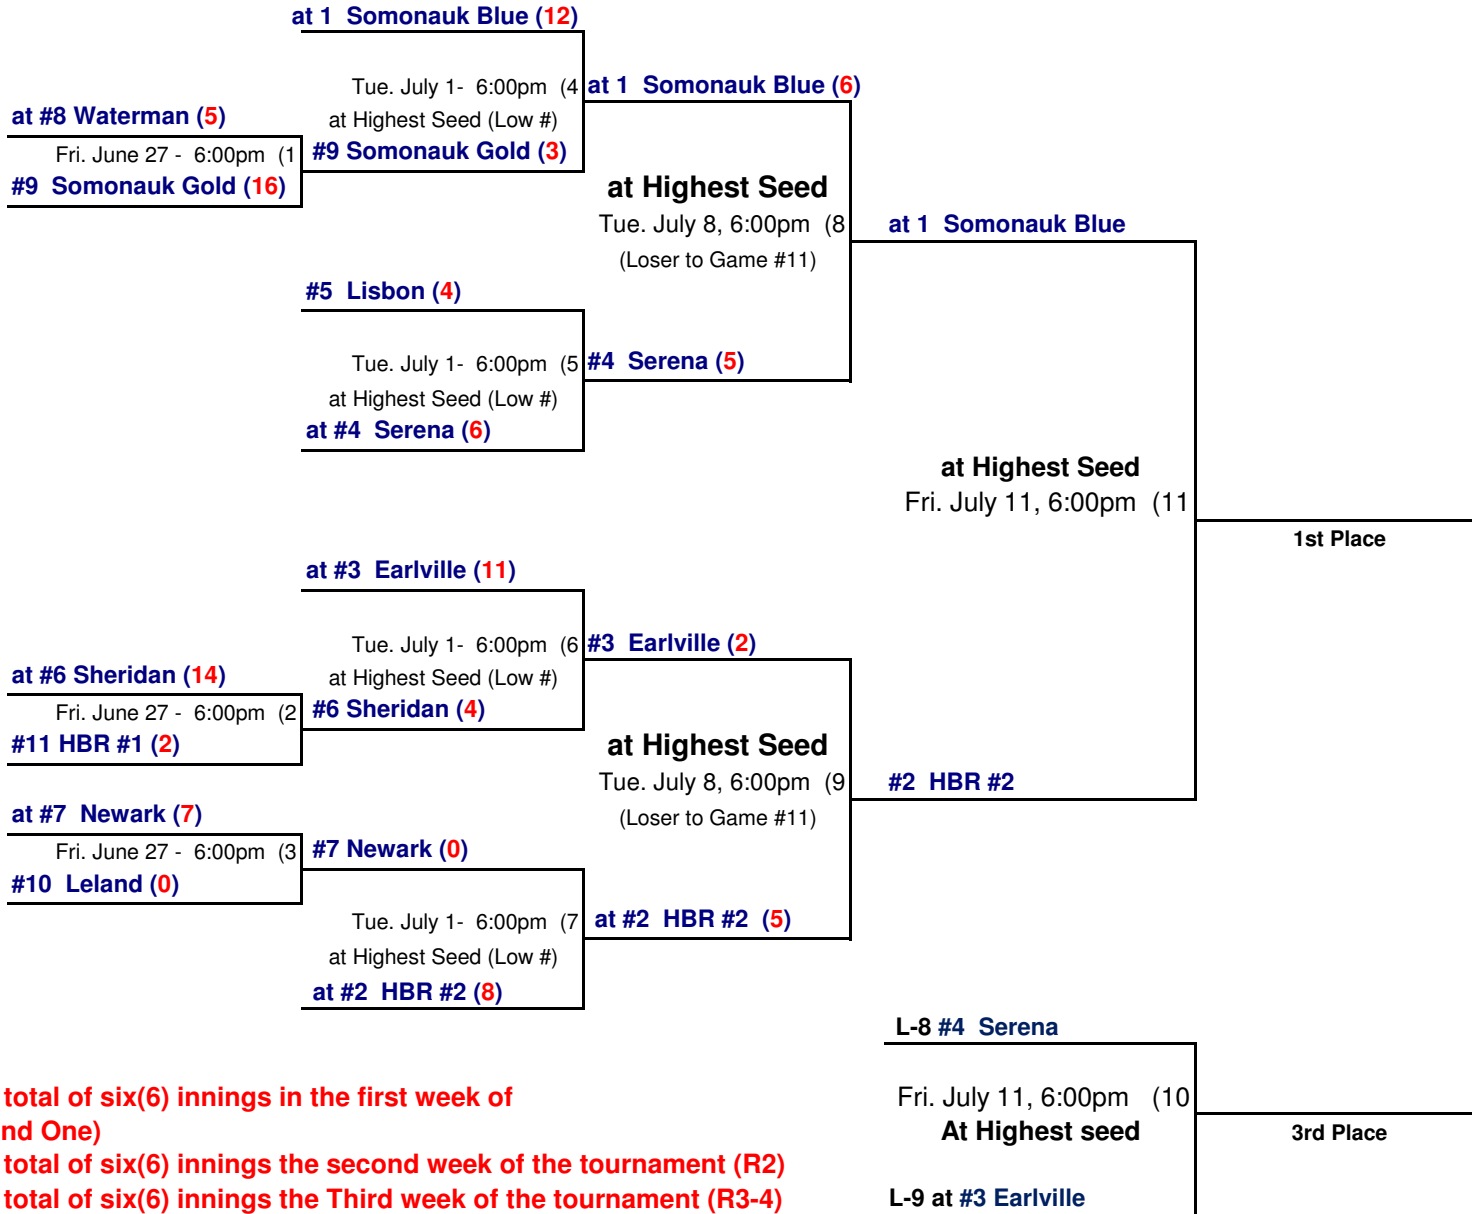 at 1 Somonauk Blue (12)
Tue. July 1- 6:00pm (4
at 1 Somonauk Blue (6)
at #8 Waterman (5)
at Highest Seed (Low #)
Fri. June 27 - 6:00pm (1
#9 Somonauk Gold (3)
#9 Somonauk Gold (16)
at Highest Seed
Tue. July 8, 6:00pm (8
at 1 Somonauk Blue
(Loser to Game #11)
#5 Lisbon (4)
Tue. July 1- 6:00pm (5
#4 Serena (5)
at Highest Seed (Low #)
at #4 Serena (6)
at Highest Seed
Fri. July 11, 6:00pm (11
1st Place
at #3 Earlville (11)
Tue. July 1- 6:00pm (6
#3 Earlville (2)
at #6 Sheridan (14)
at Highest Seed (Low #)
Fri. June 27 - 6:00pm (2
#6 Sheridan (4)
#11 HBR #1 (2)
at Highest Seed
Tue. July 8, 6:00pm (9
#2 HBR #2
at #7 Newark (7)
(Loser to Game #11)
Fri. June 27 - 6:00pm (3
#7 Newark (0)
#10 Leland (0)
Tue. July 1- 6:00pm (7
at #2 HBR #2 (5)
at Highest Seed (Low #)
at #2 HBR #2 (8)
L-8 #4 Serena
total of six(6) innings in the first week of
Fri. July 11, 6:00pm (10
nd One)
At Highest seed
3rd Place
total of six(6) innings the second week of the tournament (R2)
total of six(6) innings the Third week of the tournament (R3-4)
L-9 at #3 Earlville